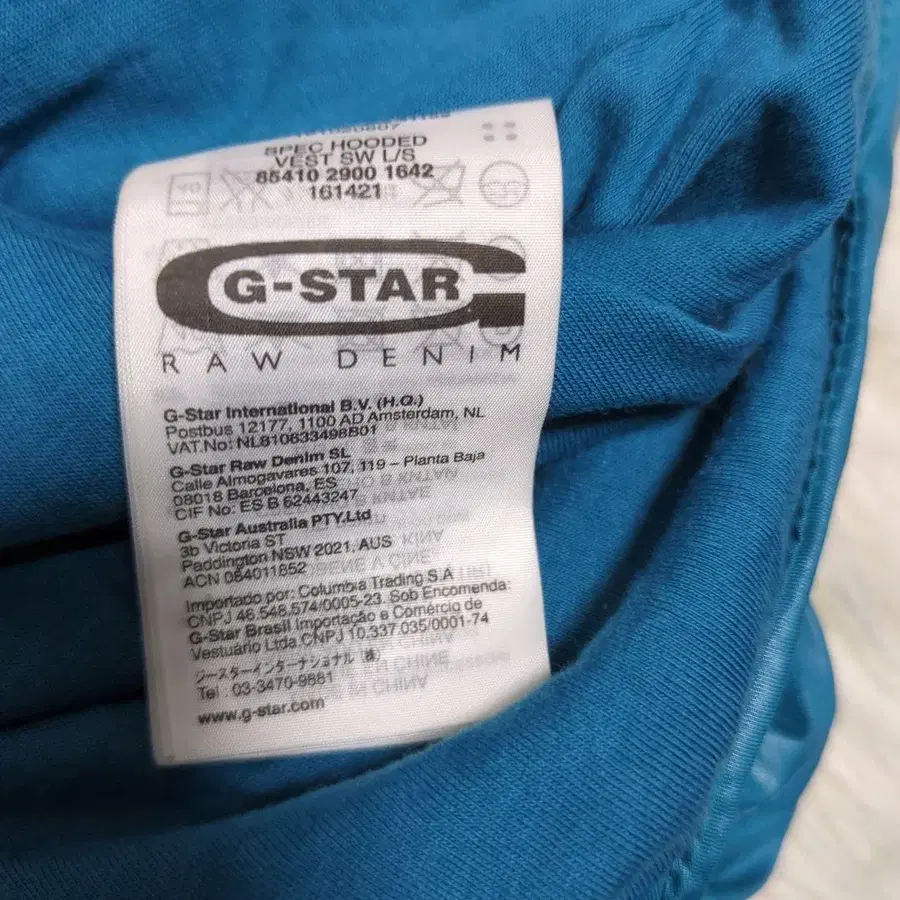 SPEC HOODED
VEST SW L/S
85410 2900 1642
161421
G-STAR
RAW DENIM
G-Star International B.V. (H.Q.)
Postbus 12177, 1100 AD Amsterdam, NL
VAT.No: NL810633498B01
G-Star Raw Denim SL
Calle Almogavares 107, 119 – Planta Baja
08018 Barcelona, ES
CIF No: ES B 62443247
G-Star Australia PTY.Ltd
3b Victoria ST
Paddington NSW 2021, AUS
ACN 084011852
Importado por: Columbia Trading S.A
CNPJ 46.548.574/0005-23. Sob Encomenda:
G-Star Brasil Importação e Comércio de
Vestuário Ltda.CNPJ 10.337.035/0001-74
ジースターインターナショナル(株)
Tel : 03-3470-9881
www.g-star.com